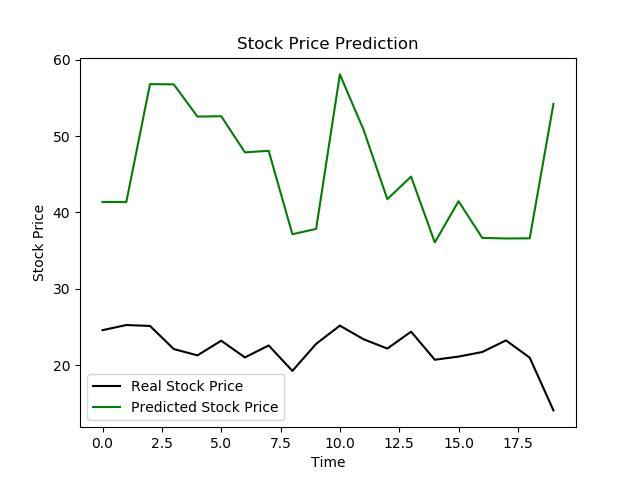 Stock Price Prediction
60
50
40
30
20
Stock Price
Real Stock Price
Predicted Stock Price
0.0 2.5 5.0 7.5 10.0 12.5 15.0 17.5
Time